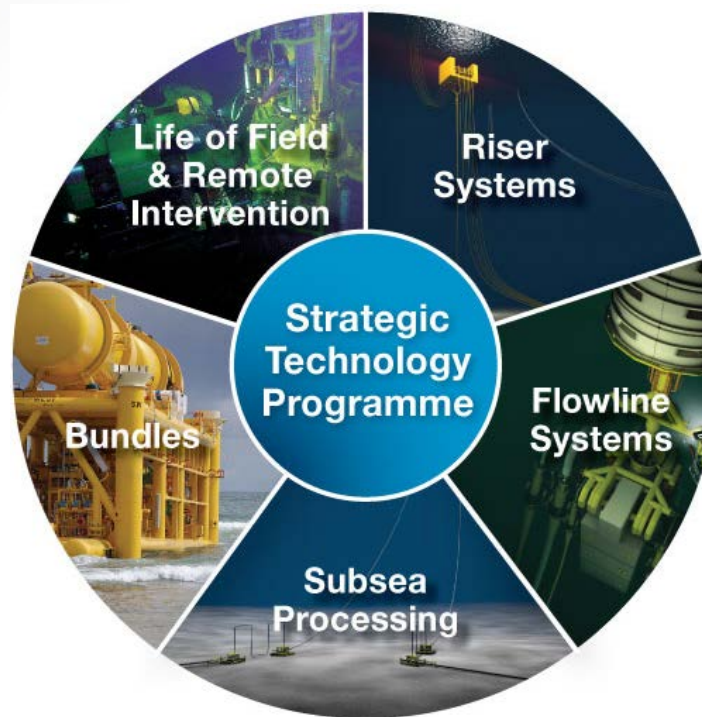 Life of Field
& Remote
Intervention
Riser
Systems
Strategic
Technology
Programme
Bundles
Flowline
Systems
Subsea
Processing